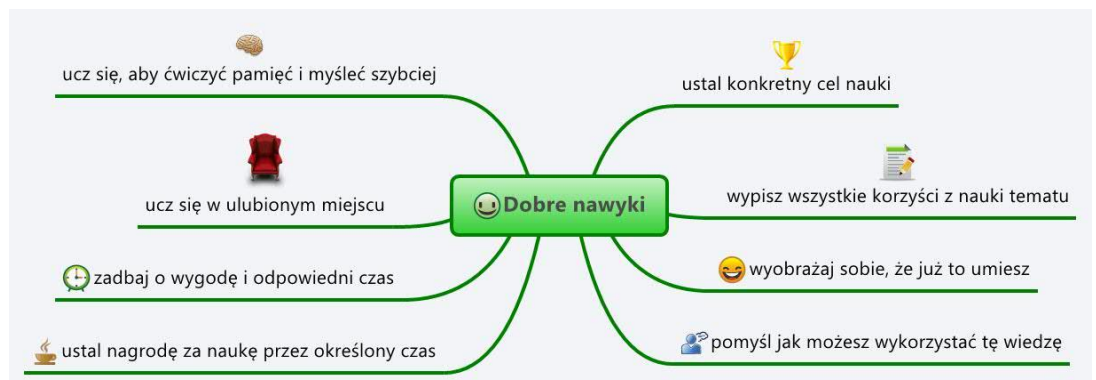 ucz się, aby ćwiczyć pamięć i myśleć szybciej
ustal konkretny cel nauki
ucz się w ulubionym miejscu
Dobre nawyki
wypisz wszystkie korzyści z nauki tematu
zadbaj o wygodę i odpowiedni czas
wyobrażaj sobie, że już to umiesz
ustal nagrodę za naukę przez określony czas
pomyśl jak możesz wykorzystać tę wiedzę